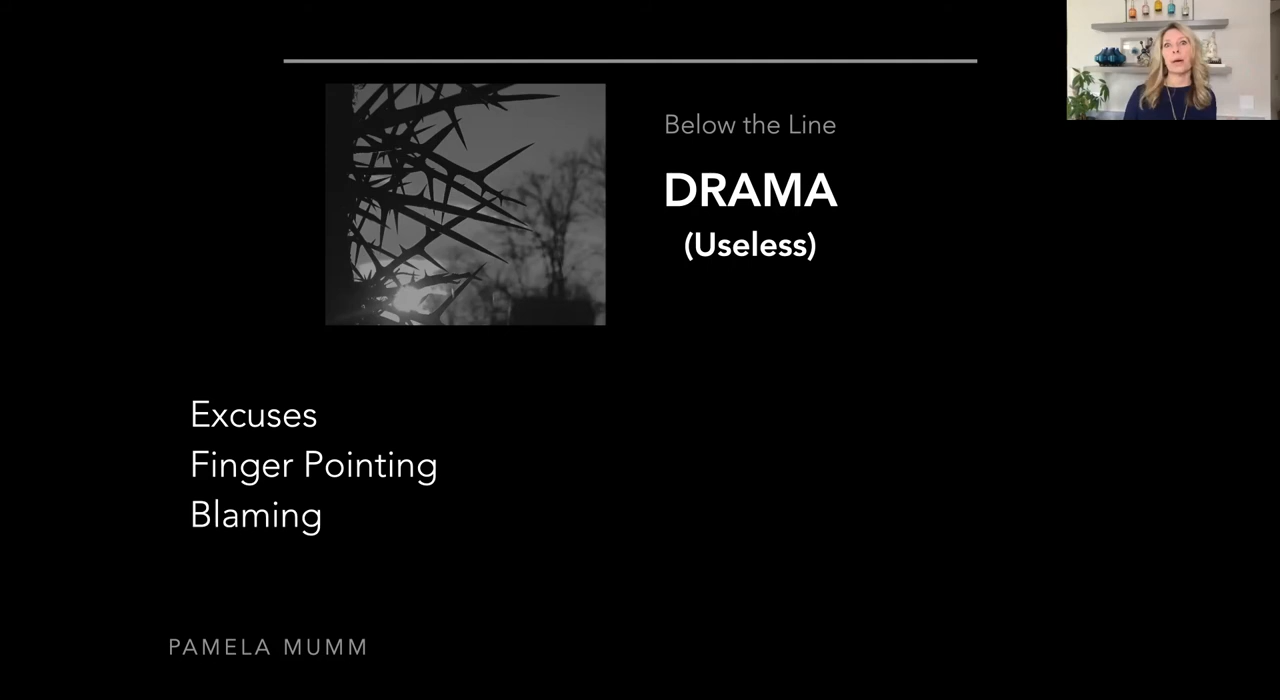 Below the Line
DRAMA
(Useless)
Excuses
Finger Pointing
Blaming
PAMELA MUMM